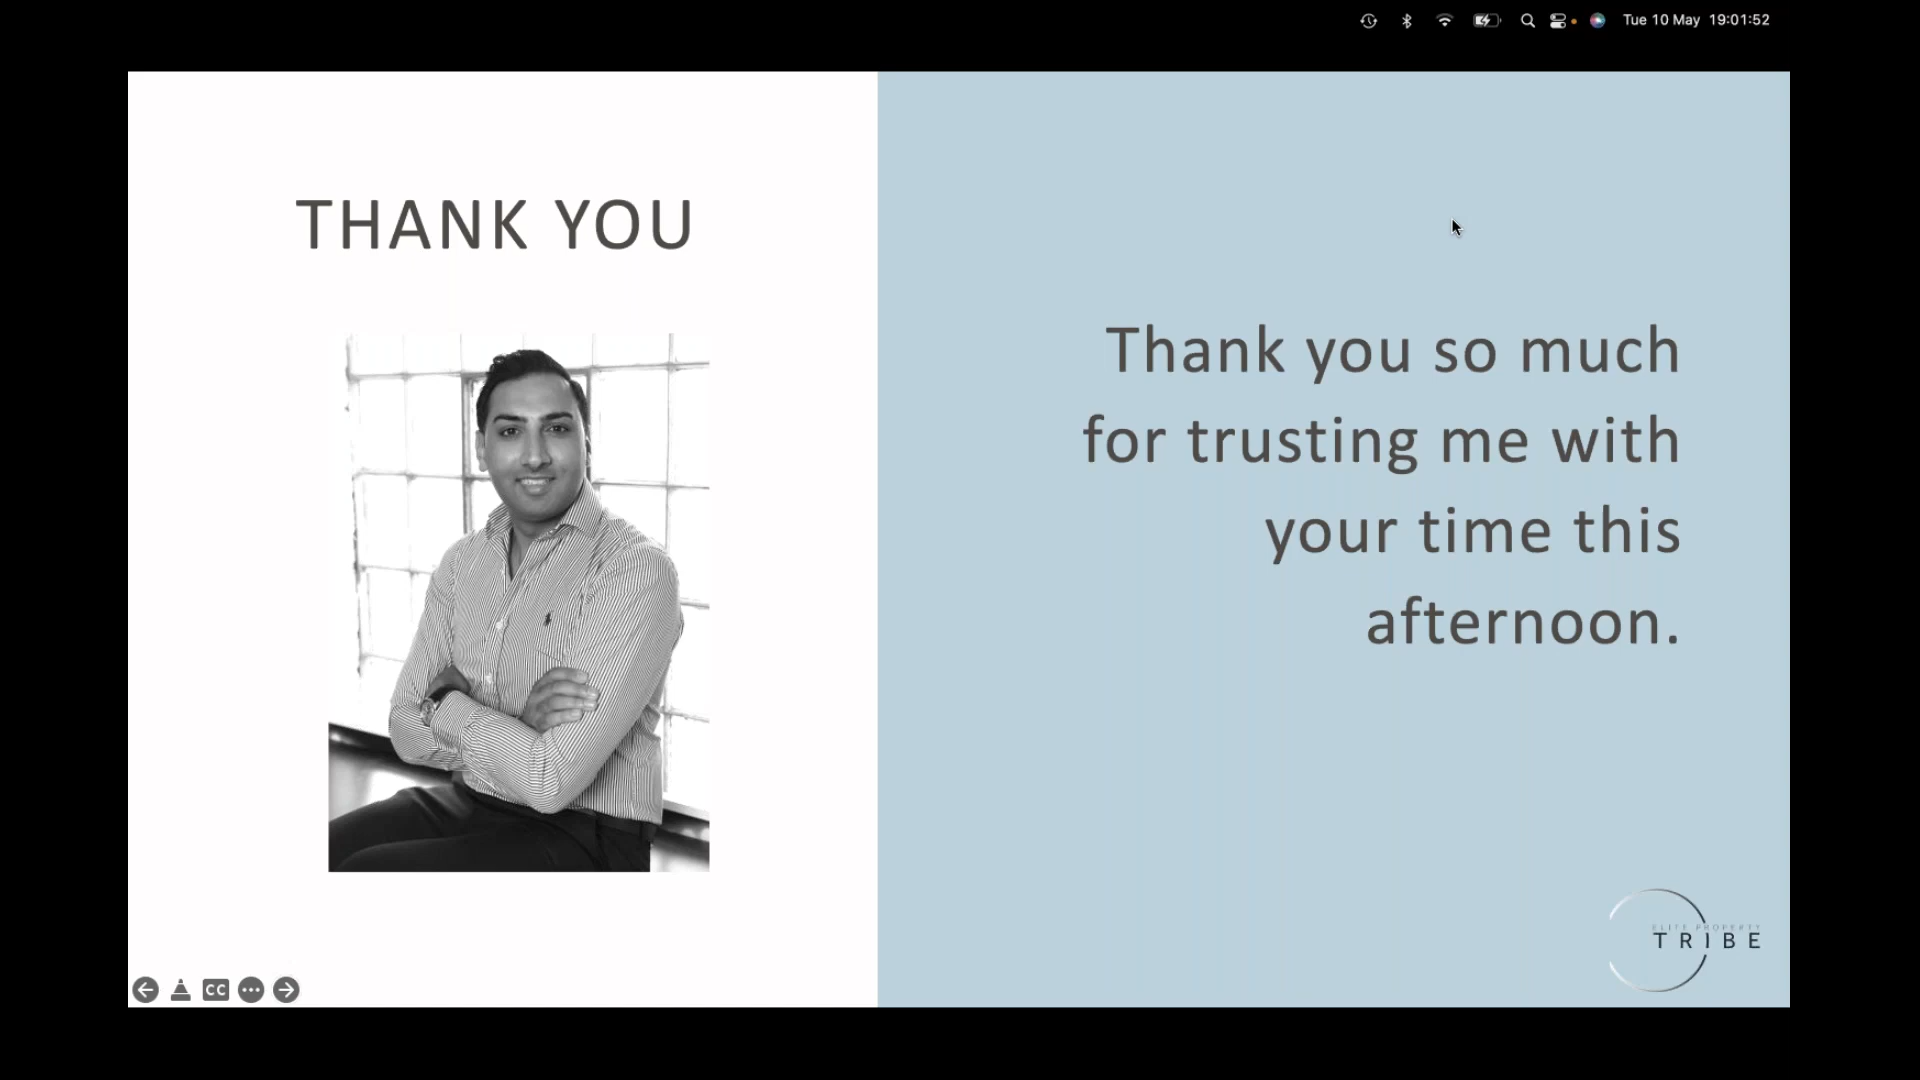 Tue 10 May 19:01:52
THANK YOU
Thank you so much
for trusting me with
your time this
afternoon.
ELITE PROPERTY
TRIBE
CC